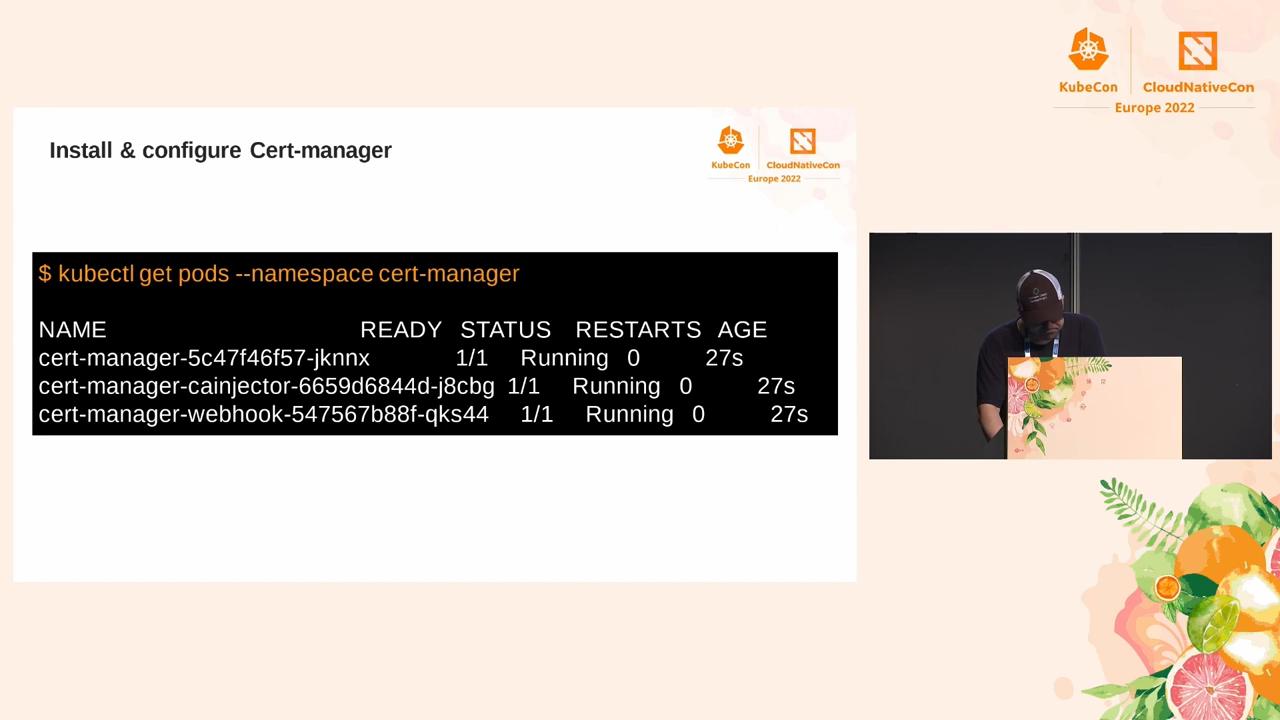 KubeCon
CloudNativeCon
Europe 2022
Install & configure Cert-manager
KubeCon
CloudNativeCon
Europe 2022
$ kubectl get pods --namespace cert-manager
NAME READY STATUS RESTARTS AGE
cert-manager-5c47f46f57-jknnx 1/1 Running 0 27s
cert-manager-cainjector-6659d6844d-j8cbg 1/1 Running 0 27s
cert-manager-webhook-547567b88f-qks44 1/1 Running 0 27s